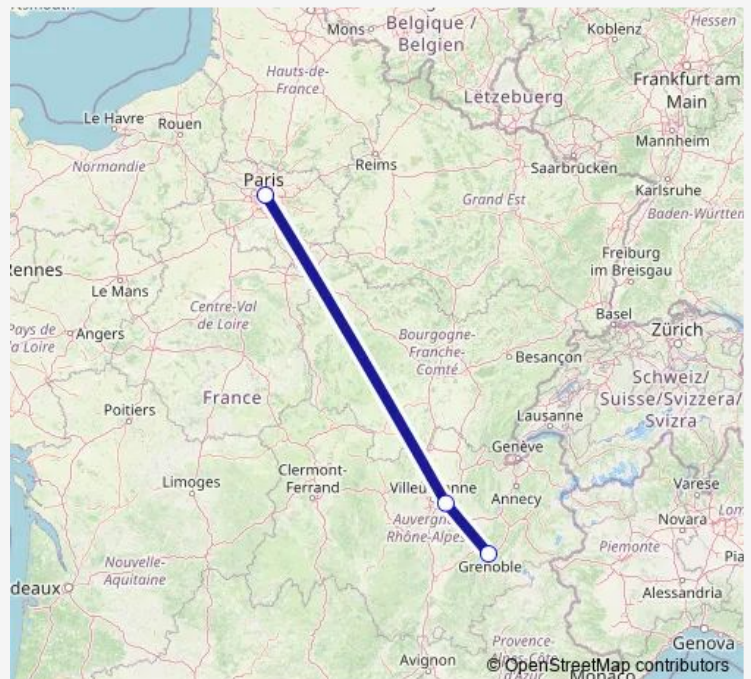 Mons
Belgique /
Belgien
Koblenz
Hessen
Hauts-de-
France
Lëtzebuerg
Frankfurt am
Main
Le Havre
Rouen
Mannheim
Normandie
Reims
Saarbrücken
Paris
Grand Est
Karlsruhe
Baden-Württem
Freiburg
im Breisgau
Rennes
Le Mans
Centre-Val
de Loire
Basel
Zürich
Pays de
la Loire
Angers
Bourgogne-
Franche-
Comté
Besançon
Schweiz/
Suisse/Svizzera/
Svizra
France
Poitiers
Lausanne
Genève
Clermont-
Ferrand
Limoges
Annecy
Varese
Auvergne
Rhône-Alpes
Novara
Lom
Piemonte
Pia
Nouvelle-
Aquitaine
Grenoble
deaux
Alessandria
Provence-
Genova
Avignon
© OpenStreetMap contributors